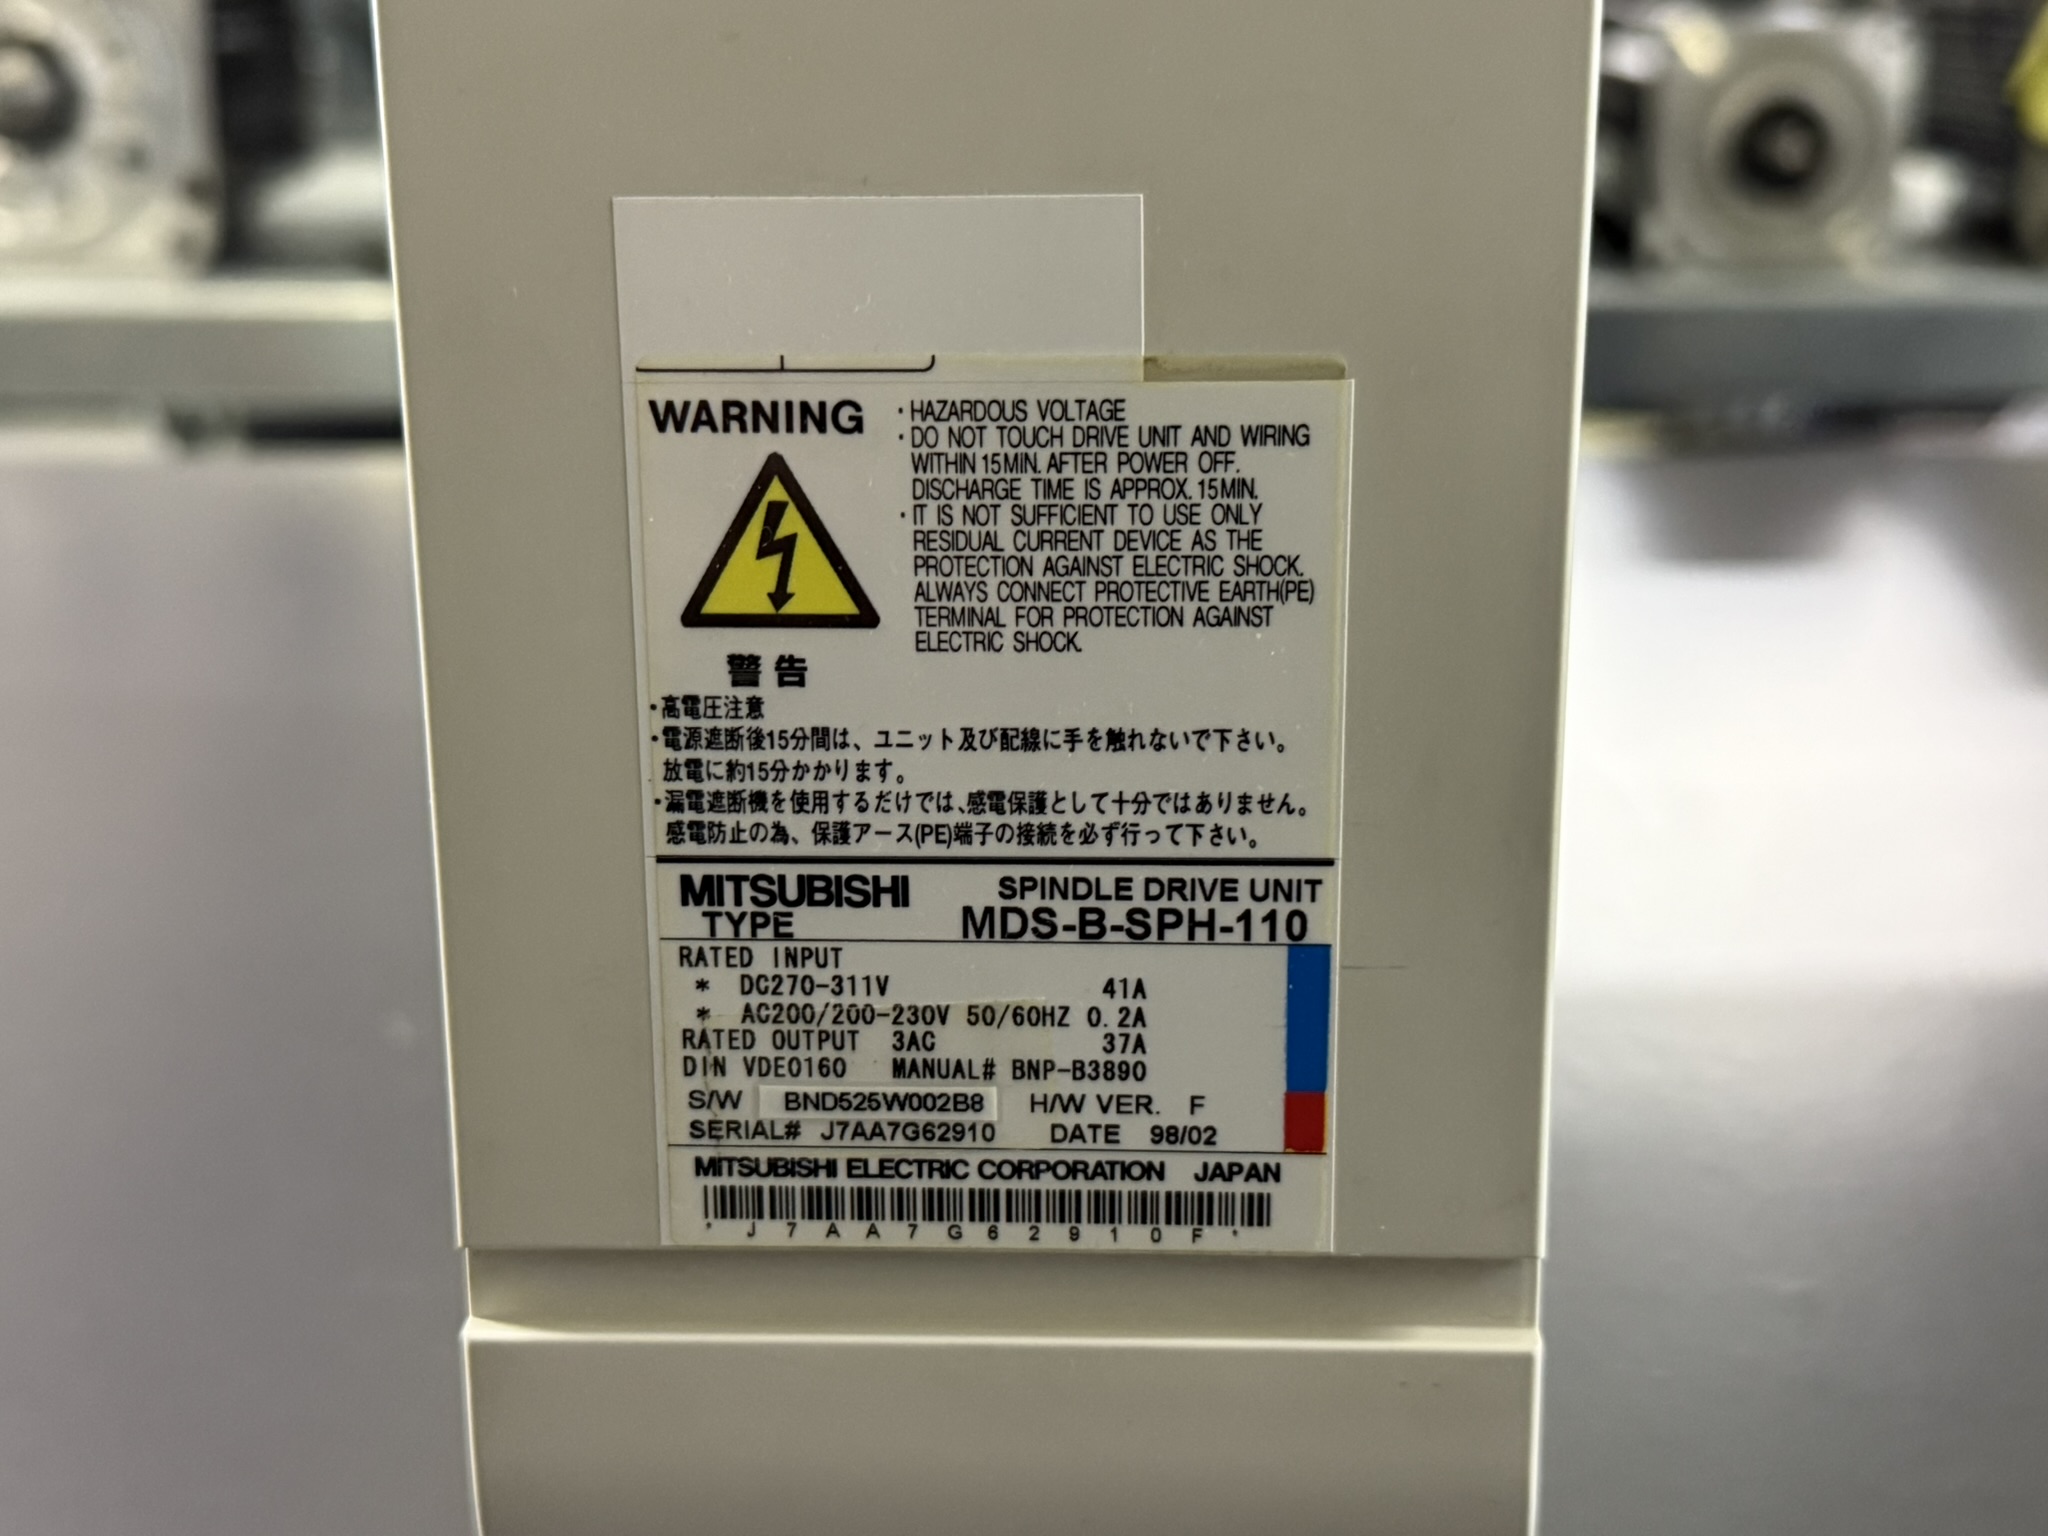 WARNING
・HAZARDOUS VOLTAGE
・DO NOT TOUCH DRIVE UNIT AND WIRING
WITHIN 15MIN. AFTER POWER OFF.
DISCHARGE TIME IS APPROX. 15MIN.
・IT IS NOT SUFFICIENT TO USE ONLY
RESIDUAL CURRENT DEVICE AS THE
PROTECTION AGAINST ELECTRIC SHOCK.
ALWAYS CONNECT PROTECTIVE EARTH(PE)
TERMINAL FOR PROTECTION AGAINST
ELECTRIC SHOCK.
警告
・高電圧注意
・電源遮断後15分間は、ユニット及び配線に手を触れないで下さい。
放電に約15分かかります。
・漏電遮断機を使用するだけでは、感電保護として十分ではありません。
感電防止の為、保護アース(PE)端子の接続を必ず行って下さい。
MITSUBISHI SPINDLE DRIVE UNIT
TYPE MDS-B-SPH-110
RATED INPUT
* DC270-311V 41A
* AC200/200-230V 50/60HZ 0.2A
RATED OUTPUT 3AC 37A
DIN VDE0160 MANUAL# BNP-B3890
S/W BND525W002B8 H/W VER. F
SERIAL# J7AA7G62910 DATE 98/02
MITSUBISHI ELECTRIC CORPORATION JAPAN
*J7AA7G62910F*